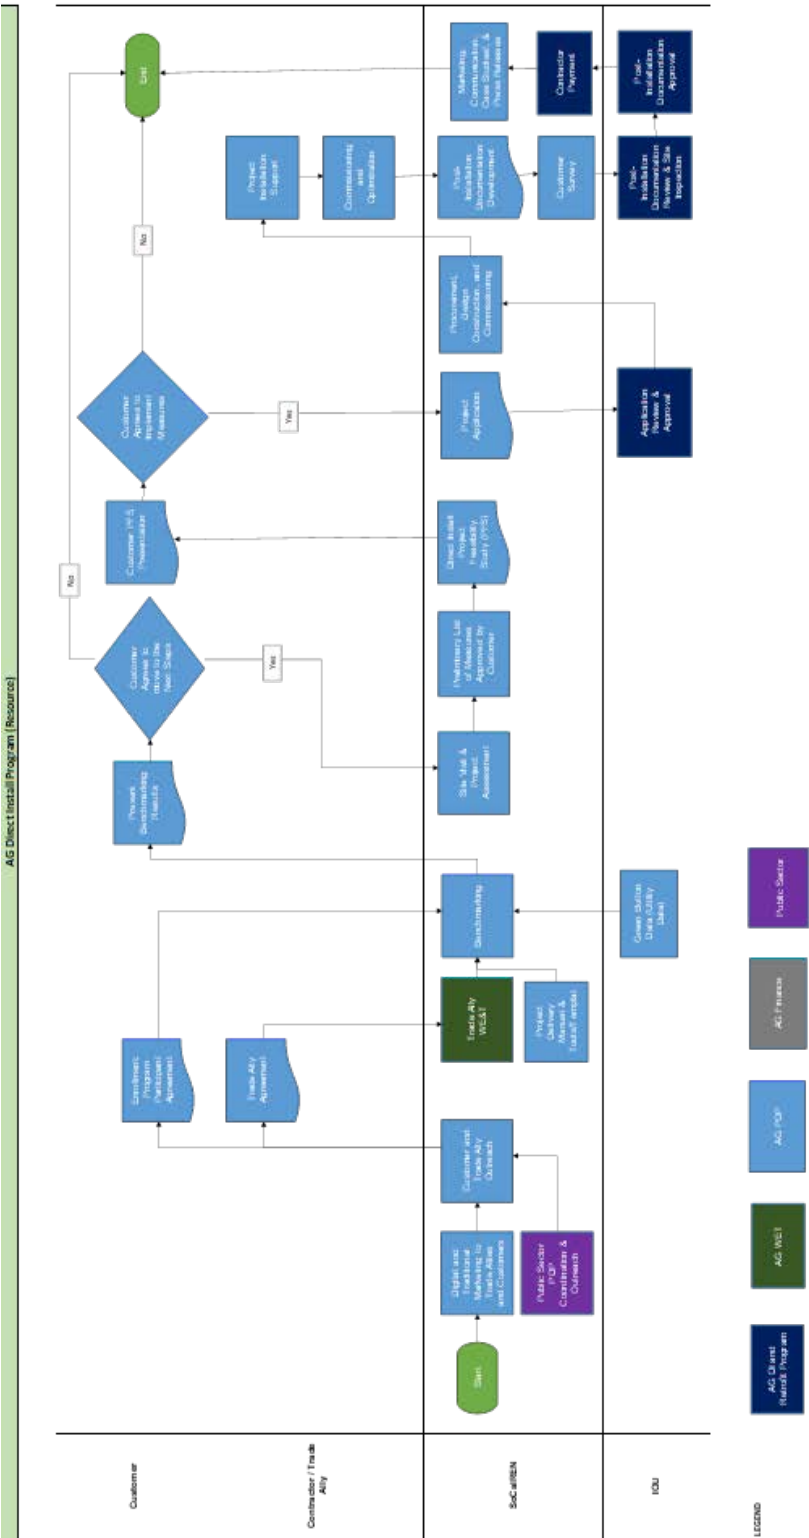 AG Direct Install Program (Resource)
Customer
Contractor / Trade
Ally
SoCalREN
IOU
Start
Digital and
Traditional
Marketing to
Trade Allies
and Customers
Public Sector
PDP
Coordination &
Outreach
Customer and
Trade Ally
Outreach
Enrollment:
Program
Participant
Agreement
Trade Ally
Agreement
Trade Ally
WE&T
Project
Delivery
Manual &
Benchmarking
Green Button
Data (Utility
Data)
Present
Benchmarking
Results
Customer
Agrees to
move to the
Next Steps
No
Yes
Site Visit &
Project
Assessment
Preliminary List
of Measures
Approved by
Customer
Direct Install
Project
Feasibility
Study (PFS)
Customer PFS
Presentation
Customer
Agrees to
Implement
Measures
No
Yes
Project
Application
Application
Review &
Approval
Procurement,
Design,
Construction, and
Commissioning
Project
Installation
Support
Commissioning
and
Optimization
Post-
Installation
Documentation
Development
Customer
Survey
Post-
Installation
Documentation
Review & Site
Inspection
Post-
Installation
Documentation
Approval
Contractor
Payment
Marketing,
Communication,
Case Studies, &
Press Releases
End
LEGEND
AG DI and
Retrofit Program
AG WET
AG PDP
AG Finance
Public Sector